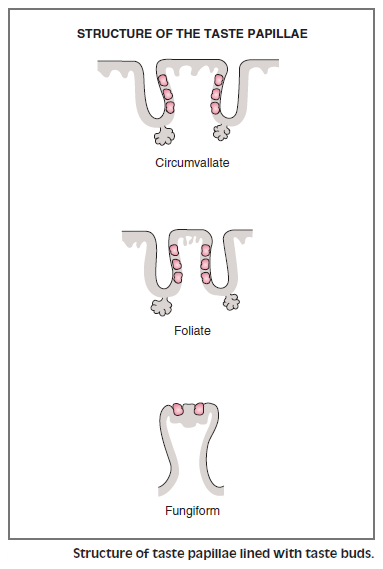 STRUCTURE OF THE TASTE PAPILLAE
Circumvallate
Foliate
Fungiform
Structure of taste papillae lined with taste buds.